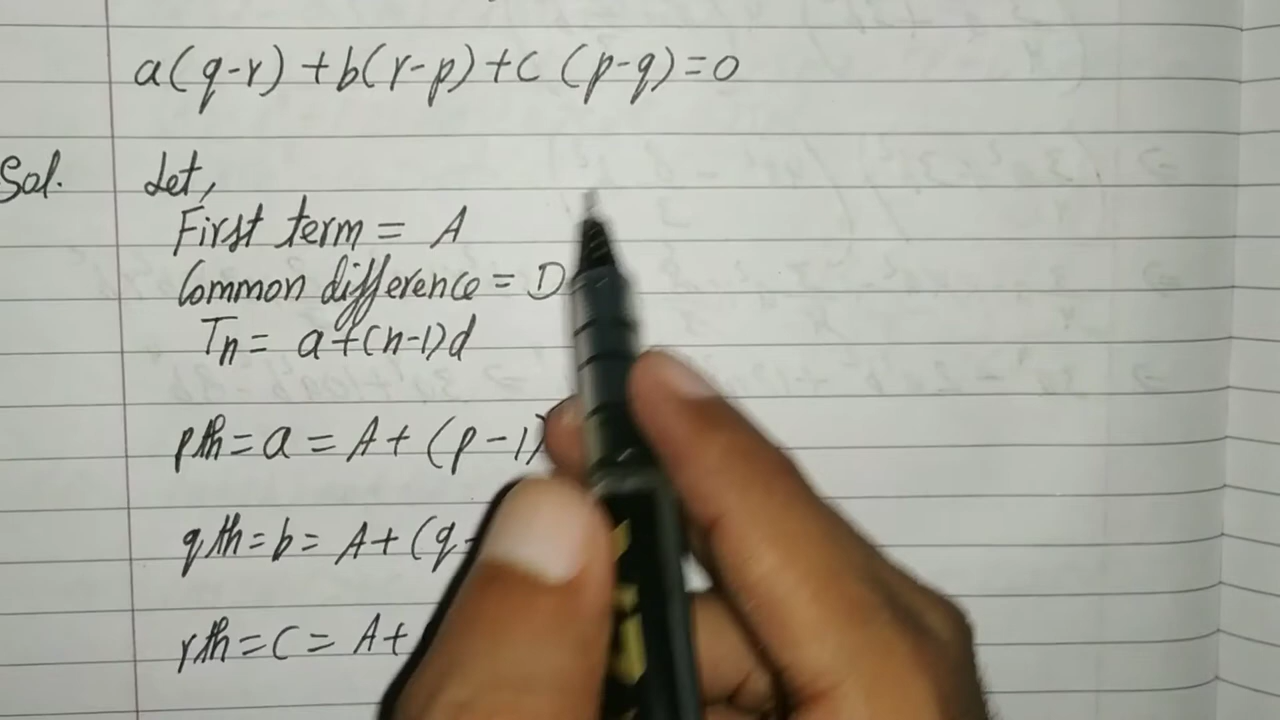 a(q-r)+b(r-p)+c (p-q)=0
Sol. Let,
First term = A
Common difference = D
Tn = a+(n-1)d
pth = a = A+ (p-1)
qth = b = A+ (q-
rth = c = A+